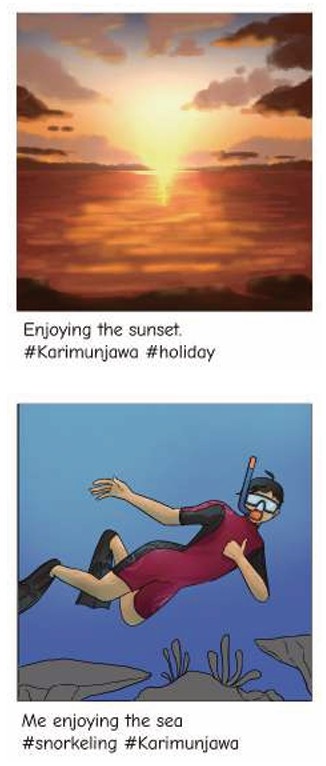 Enjoying the sunset.
#Karimunjawa #holiday
Me enjoying the sea
#snorkeling #Karimunjawa